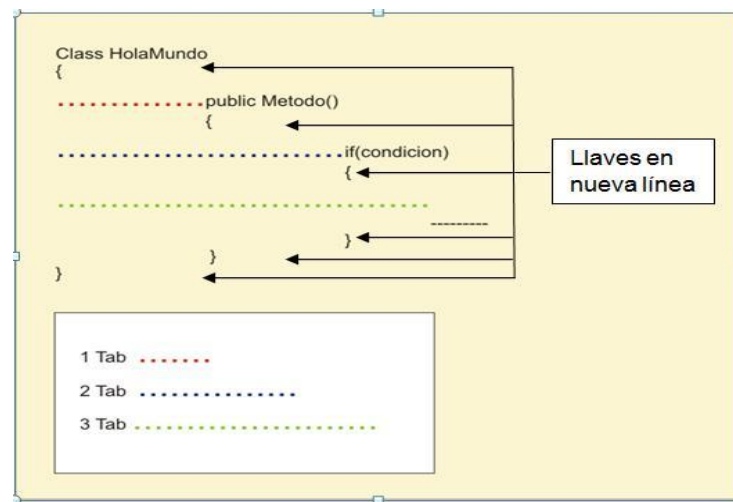 Class HolaMundo
{
public Metodo()
{
if(condicion)
{
---------
}
}
}
Llaves en
nueva línea
1 Tab
2 Tab
3 Tab